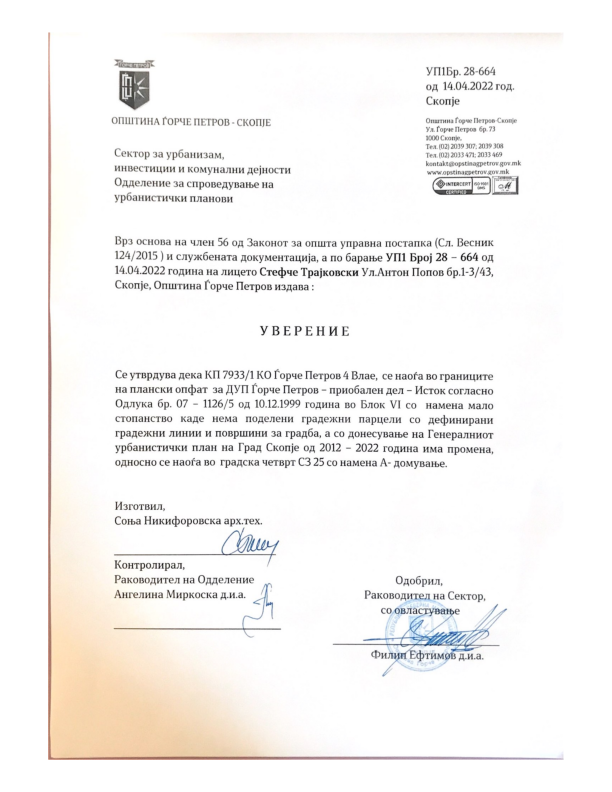 УП1Бр. 28-664
од 14.04.2022 год.
Скопје
ОПШТИНА ЃОРЧЕ ПЕТРОВ - СКОПЈЕ
Општина Ѓорче Петров-Скопје
Ул. Ѓорче Петров бр. 73
1000 Скопје,
Тел. (02) 2039 307; 2039 308
Тел. (02) 2033 471; 2033 469
kontakt@opstinagpetrov.gov.mk
www.opstinagpetrov.gov.mk
INTERCEPT
CERTIFIED
ISO 9001
QMS
Сектор за урбанизам,
инвестиции и комунални дејности
Одделение за спроведување на
урбанистички планови
Врз основа на член 56 од Законот за општа управна постапка (Сл. Весник
124/2015 ) и службената документација, а по барање УП1 Број 28 – 664 од
14.04.2022 година на лицето Стефче Трајковски Ул.Антон Попов бр.1-3/43,
Скопје, Општина Ѓорче Петров издава :
У В Е Р Е Н И Е
Се утврдува дека КП 7933/1 КО Ѓорче Петров 4 Влае, се наоѓа во границите
на плански опфат за ДУП Ѓорче Петров – приобален дел – Исток согласно
Одлука бр. 07 – 1126/5 од 10.12.1999 година во Блок VI со намена мало
стопанство каде нема поделени градежни парцели со дефинирани
градежни линии и површини за градба, а со донесување на Генералниот
урбанистички план на Град Скопје од 2012 – 2022 година има промена,
односно се наоѓа во градска четврт СЗ 25 со намена А- домување.
Изготвил,
Соња Никифоровска арх.тех.
Контролирал,
Раководител на Одделение
Ангелина Миркоска д.и.а.
Одобрил,
Раководител на Сектор,
со овластување
Филип Ефтимов д.и.а.